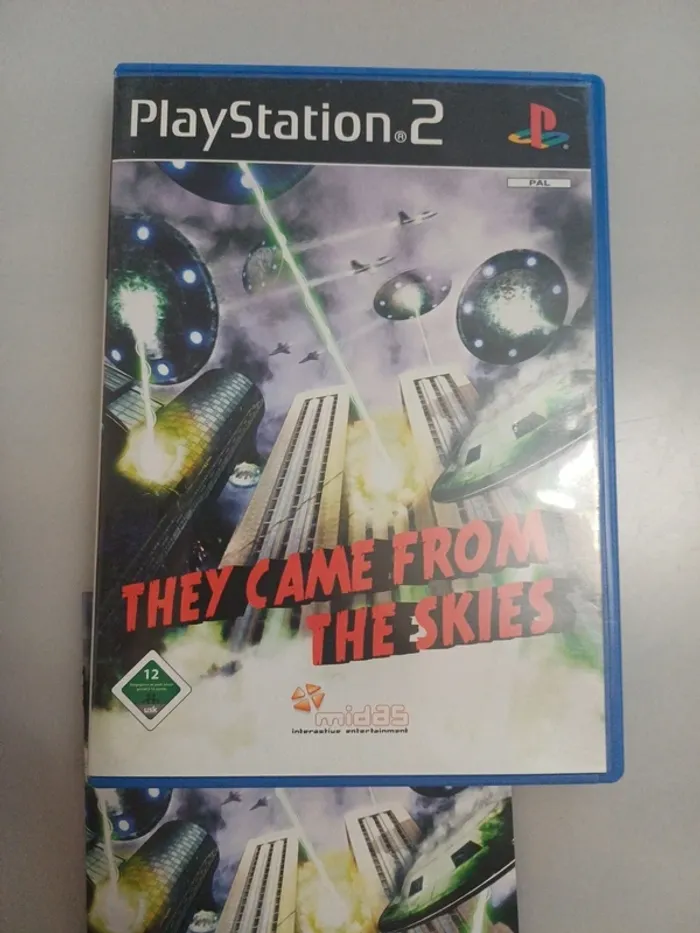 PlayStation®2
PAL
THEY CAME FROM
THE SKIES
12
usk
midas
interactive entertainment